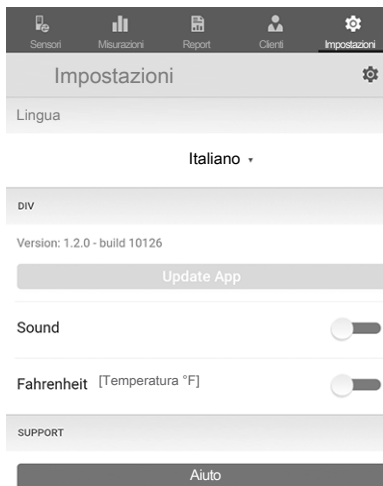 Sensori Misurazioni Report Clienti Impostazioni
Impostazioni
Lingua
Italiano
DIV
Version: 1.2.0 - build 10126
Update App
Sound
Fahrenheit [Temperatura °F]
SUPPORT
Aiuto